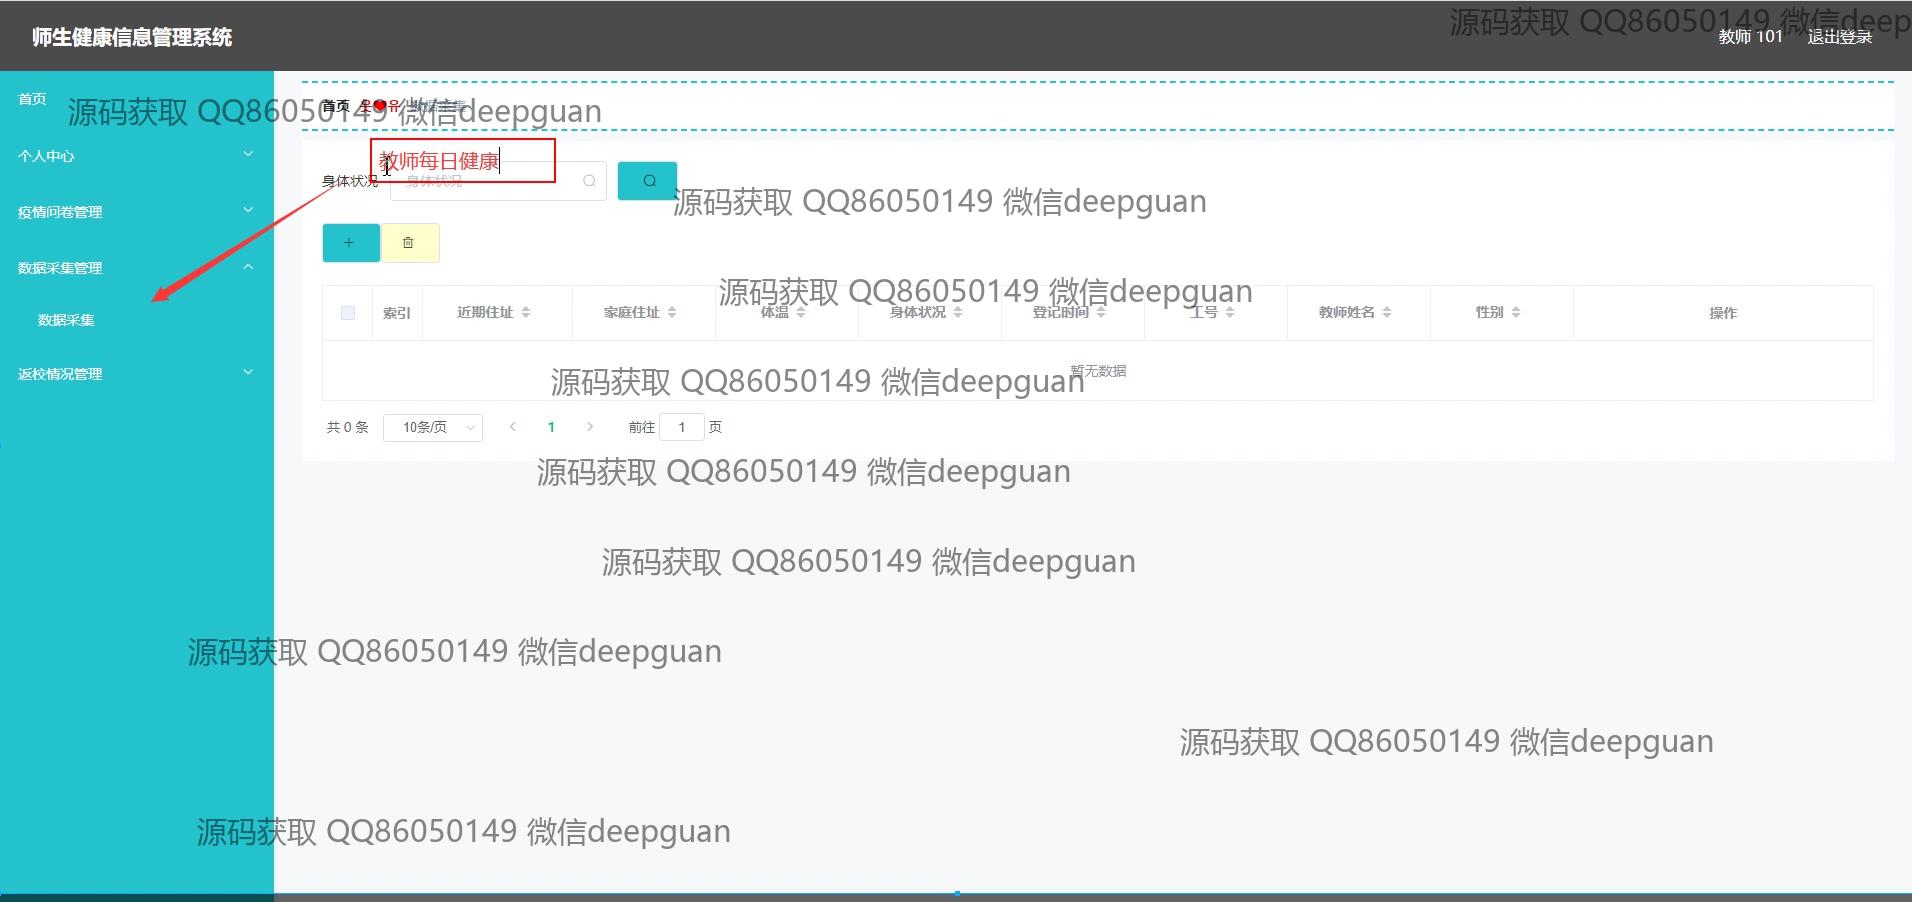 师生健康信息管理系统
源码获取 QQ86050149 微信deep
教师 101 退出登录
首页
源码获取 QQ86050149 微信deepguan
首页 数据采集
个人中心
教师每日健康
身体状况 身体状况
源码获取 QQ86050149 微信deepguan
疫情问卷管理
数据采集管理
源码获取 QQ86050149 微信deepguan
索引 近期住址 家庭住址 体温 身体状况 登记时间 工号 教师姓名 性别 操作
数据采集
返校情况管理
暂无数据
源码获取 QQ86050149 微信deepguan
共 0 条 10条/页 1 前往 1 页
源码获取 QQ86050149 微信deepguan
源码获取 QQ86050149 微信deepguan
源码获取 QQ86050149 微信deepguan
源码获取 QQ86050149 微信deepguan
源码获取 QQ86050149 微信deepguan